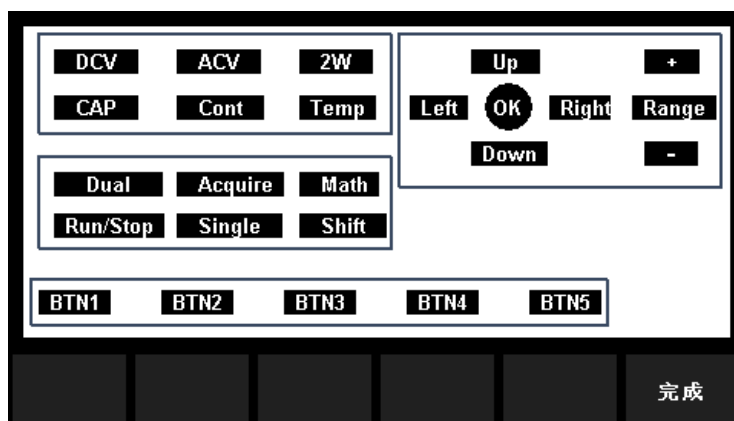 DCV ACV 2W
CAP Cont Temp
Up +
Left OK Right Range
Down -
Dual Acquire Math
Run/Stop Single Shift
BTN1 BTN2 BTN3 BTN4 BTN5
完成